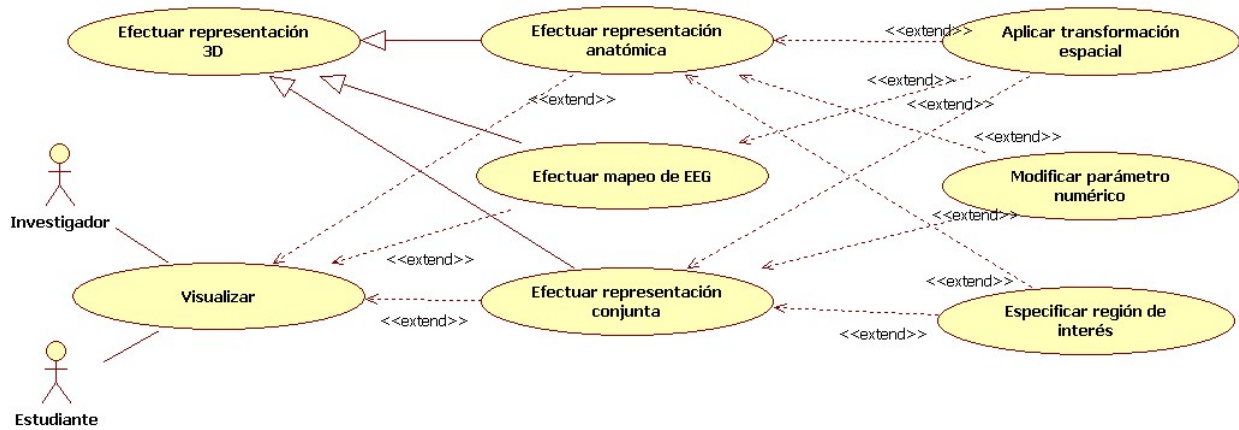 Efectuar representación
3D
Efectuar representación
anatómica
<<extend>>
Aplicar transformación
espacial
<<extend>>
<<extend>>
<<extend>>
<<extend>>
Efectuar mapeo de EEG
Modificar parámetro
numérico
Investigador
<<extend>>
<<extend>>
Visualizar
Efectuar representación
conjunta
<<extend>>
Especificar región de
interés
<<extend>>
<<extend>>
Estudiante